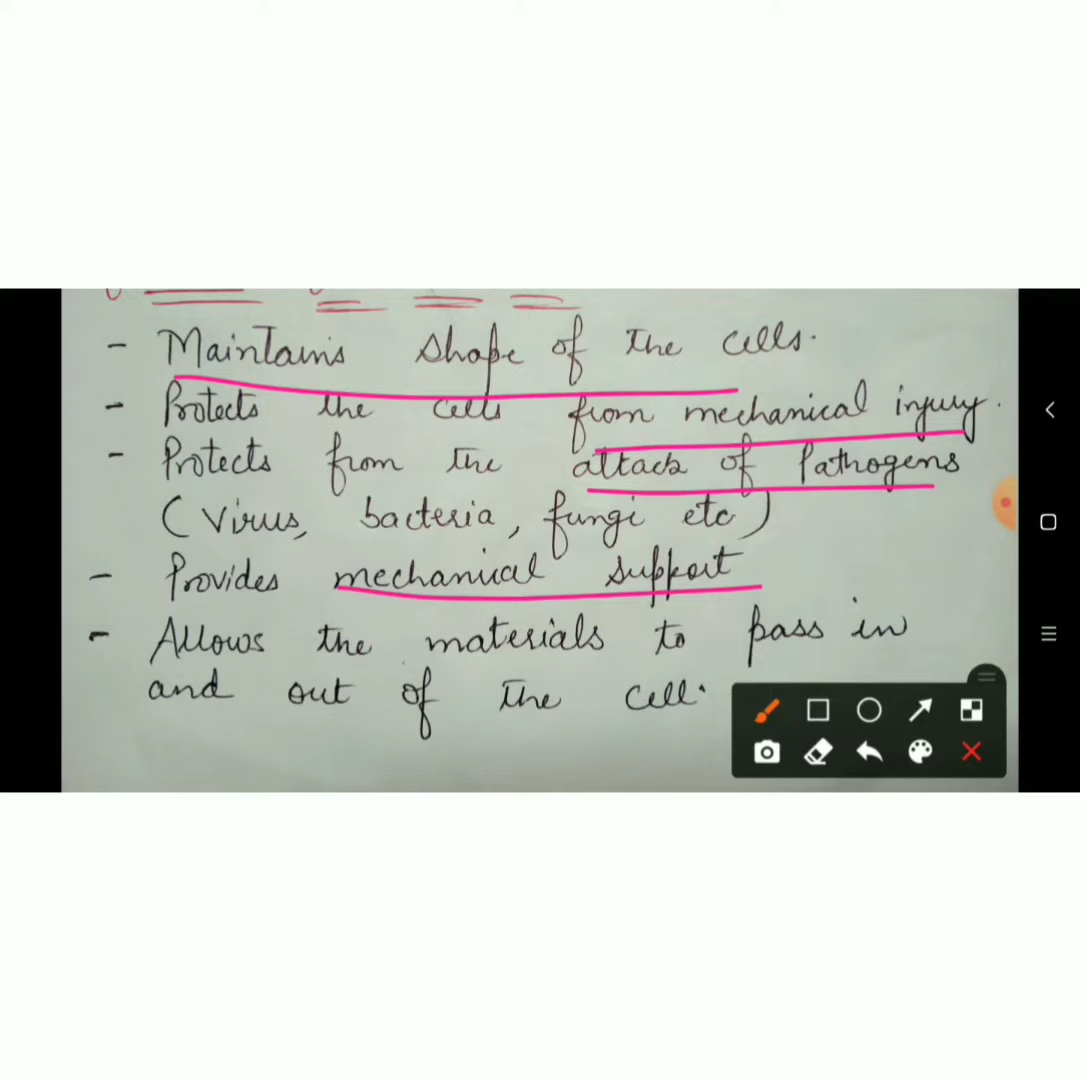 - Maintains shape of the cells.
- Protects the cells from mechanical injury.
- Protects from the attack of Pathogens
(Virus, bacteria, fungi etc)
- Provides mechanical support
- Allows the materials to pass in
and out of the cell.